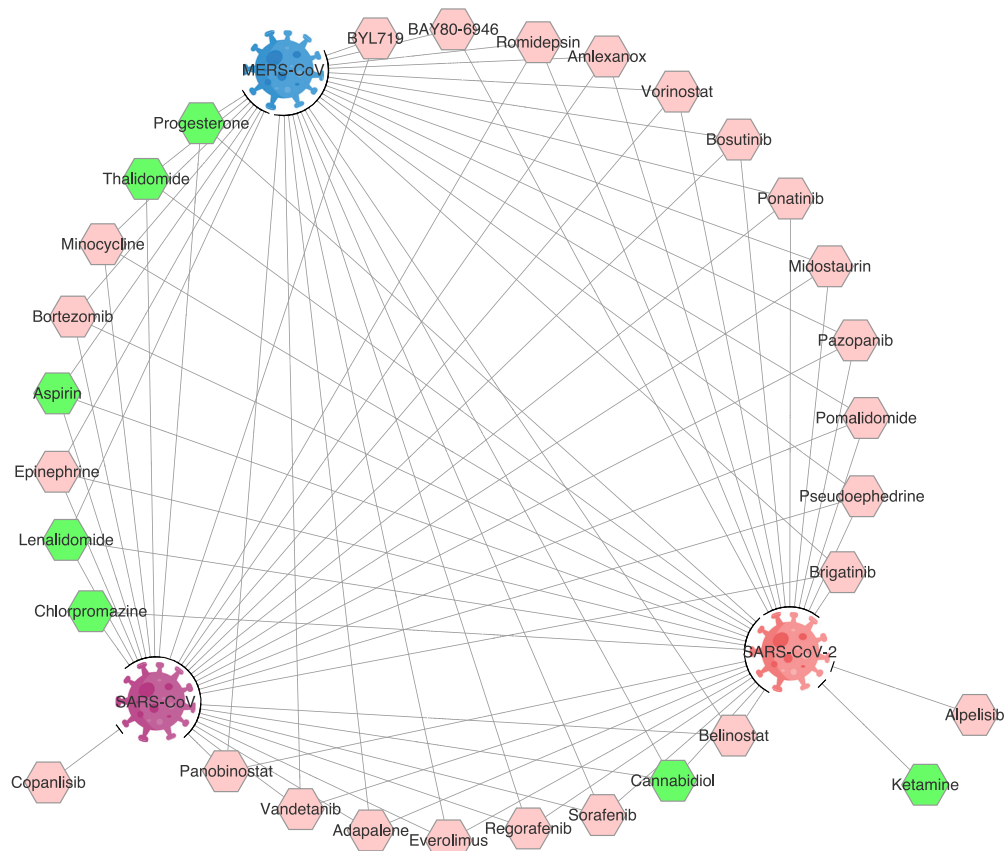 BYL719
BAY80-6946
Romidepsin
Amlexanox
MERS-CoV
Vorinostat
Progesterone
Bosutinib
Thalidomide
Ponatinib
Minocycline
Midostaurin
Bortezomib
Pazopanib
Aspirin
Pomalidomide
Epinephrine
Pseudoephedrine
Lenalidomide
Brigatinib
Chlorpromazine
SARS-CoV-2
SARS-CoV
Alpelisib
Belinostat
Copanlisib
Panobinostat
Cannabidiol
Ketamine
Vandetanib
Adapalene
Everolimus
Regorafenib
Sorafenib